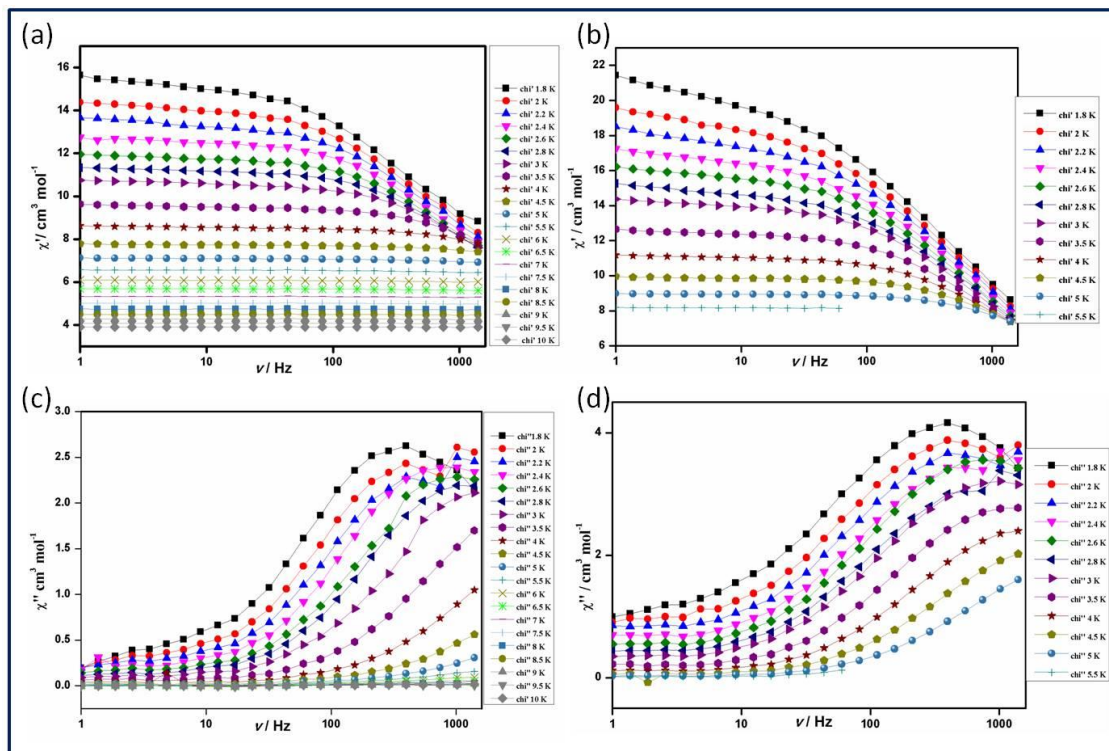 (a)
χ'/ cm³ mol⁻¹
16
14
12
10
8
6
4
1
10
100
1000
ν / Hz
chi' 1.8 K
chi' 2 K
chi' 2.2 K
chi' 2.4 K
chi' 2.6 K
chi' 2.8 K
chi' 3 K
chi' 3.5 K
chi' 4 K
chi' 4.5 K
chi' 5 K
chi' 5.5 K
chi' 6 K
chi' 6.5 K
chi' 7 K
chi' 7.5 K
chi' 8 K
chi' 8.5 K
chi' 9 K
chi' 9.5 K
chi' 10 K
(b)
χ'/ cm³ mol⁻¹
22
20
18
16
14
12
10
8
6
1
10
100
1000
ν / Hz
chi' 1.8 K
chi' 2 K
chi' 2.2 K
chi' 2.4 K
chi' 2.6 K
chi' 2.8 K
chi' 3 K
chi' 3.5 K
chi' 4 K
chi' 4.5 K
chi' 5 K
chi' 5.5 K
(c)
χ''/ cm³ mol⁻¹
3.0
2.5
2.0
1.5
1.0
0.5
0.0
1
10
100
1000
ν / Hz
chi''1.8 K
chi'' 2 K
chi'' 2.2 K
chi'' 2.4 K
chi'' 2.6 K
chi'' 2.8 K
chi'' 3 K
chi'' 3.5 K
chi'' 4 K
chi'' 4.5 K
chi'' 5 K
chi'' 5.5 K
chi'' 6 K
chi'' 6.5 K
chi'' 7 K
chi'' 7.5 K
chi'' 8 K
chi'' 8.5 K
chi'' 9 K
chi'' 9.5 K
chi'' 10 K
(d)
χ''/ cm³ mol⁻¹
4
2
0
1
10
100
1000
ν / Hz
chi'' 1.8 K
chi'' 2 K
chi'' 2.2 K
chi'' 2.4 K
chi'' 2.6 K
chi'' 2.8 K
chi'' 3 K
chi'' 3.5 K
chi'' 4 K
chi'' 4.5 K
chi'' 5 K
chi'' 5.5 K